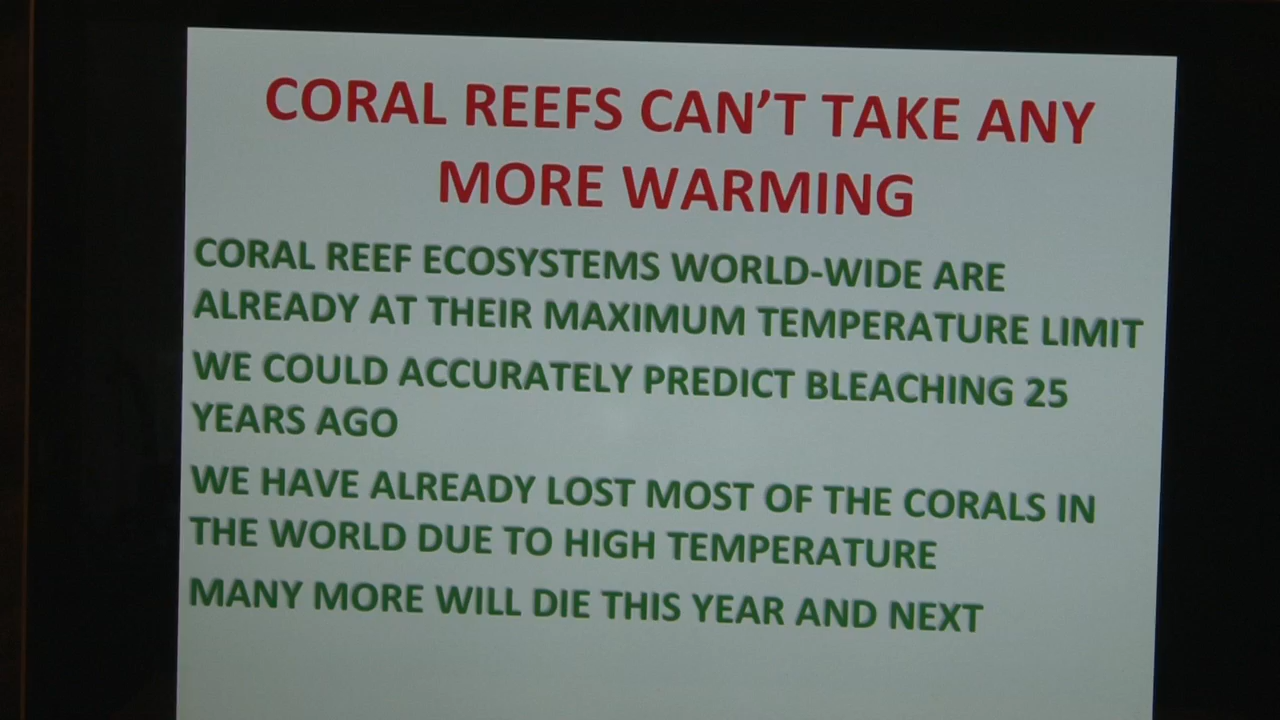 CORAL REEFS CAN'T TAKE ANY
MORE WARMING
CORAL REEF ECOSYSTEMS WORLD-WIDE ARE
ALREADY AT THEIR MAXIMUM TEMPERATURE LIMIT
WE COULD ACCURATELY PREDICT BLEACHING 25
YEARS AGO
WE HAVE ALREADY LOST MOST OF THE CORALS IN
THE WORLD DUE TO HIGH TEMPERATURE
MANY MORE WILL DIE THIS YEAR AND NEXT